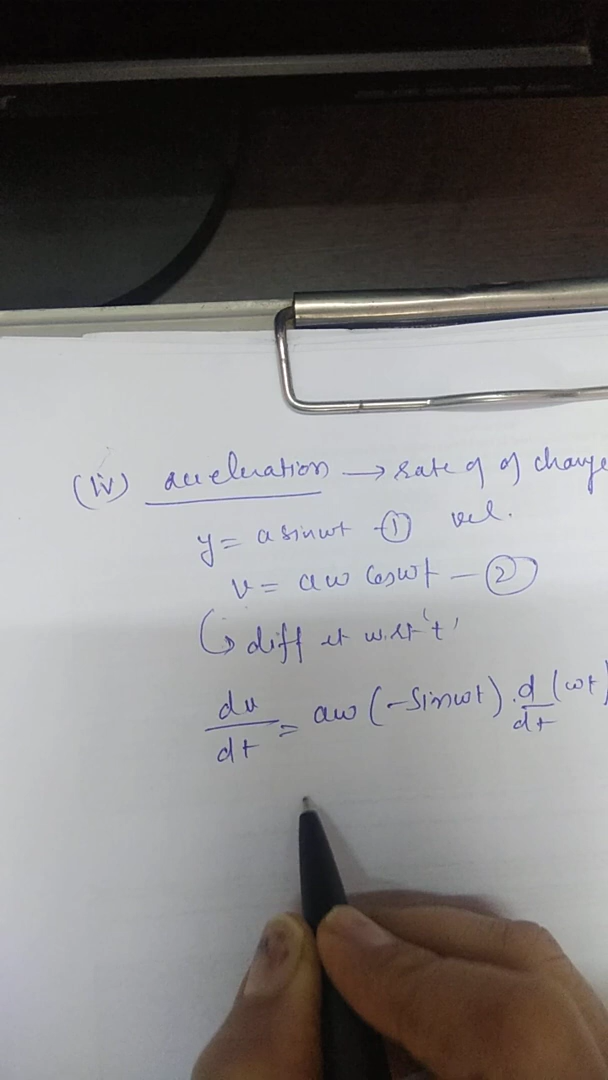 (iv) acceleration → rate of of change
y = a sinωt - ① vel.
v = aω cosωt - ②
↳ diff it w.r.t 't'
dv/dt = aω (-sinωt) . d/dt (ωt)